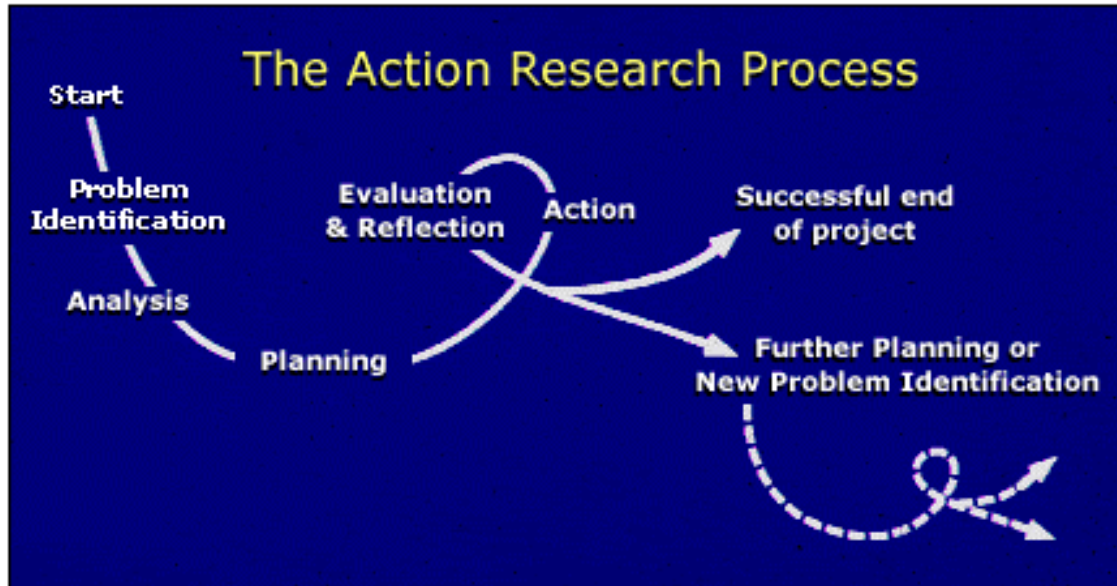 The Action Research Process
Start
Problem
Identification
Analysis
Planning
Action
Evaluation
& Reflection
Successful end
of project
Further Planning or
New Problem Identification